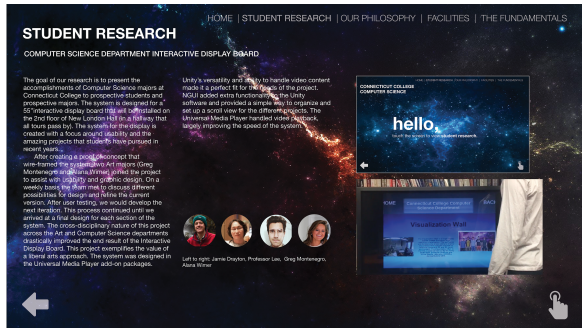 HOME | STUDENT RESEARCH | OUR PHILOSOPHY | FACILITIES | THE FUNDAMENTALS
STUDENT RESEARCH
COMPUTER SCIENCE DEPARTMENT INTERACTIVE DISPLAY BOARD
The goal of our research is to present the
accomplishments of Computer Science majors at
Connecticut College to prospective students and
prospective majors. The system is designed for a
55"interactive display board that will be installed on
the 2nd floor of New London Hall (in a hallway that
all tours pass by). The system for the display is
created with a focus around usability and the
amazing projects that students have pursued in
recent years.
After creating a proof of concept that
wire-framed the system, two Art majors (Greg
Montenegro and Alana Wimer) joined the project
to assist with usability and graphic design. On a
weekly basis the team met to discuss different
possibilities for design and refine the current
version. After user testing, we would develop the
next iteration. This process continued until we
arrived at a final design for each section of the
system. The cross-disciplinary nature of this project
across the Art and Computer Science departments
drastically improved the end result of the Interactive
Display Board. This project exemplifies the value of
a liberal arts approach. The system was designed in
the Universal Media Player add-on packages.
Unity's versatility and ability to handle video content
made it a perfect fit for the needs of the project.
NGUI added extra functionality to the Unity
software and provided a simple way to organize and
set up a scroll view for the different projects. The
Universal Media Player handled video playback,
largely improving the speed of the system.
Left to right: Jamie Drayton, Professor Lee, Greg Montenegro,
Alana Wimer
CONNECTICUT COLLEGE
COMPUTER SCIENCE
hello,
touch the screen to view student research.
HOME
Connecticut College Computer
BACK
Visualization Wall